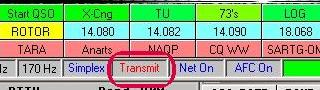 Start QSO X-Cng TU 73's LOG
ROTOR 14.080 14.082 14.090 18.068
TARA Anarts NAQP CQ WW SARTG-
Hz 170 Hz Simplex Transmit Net On AFC On